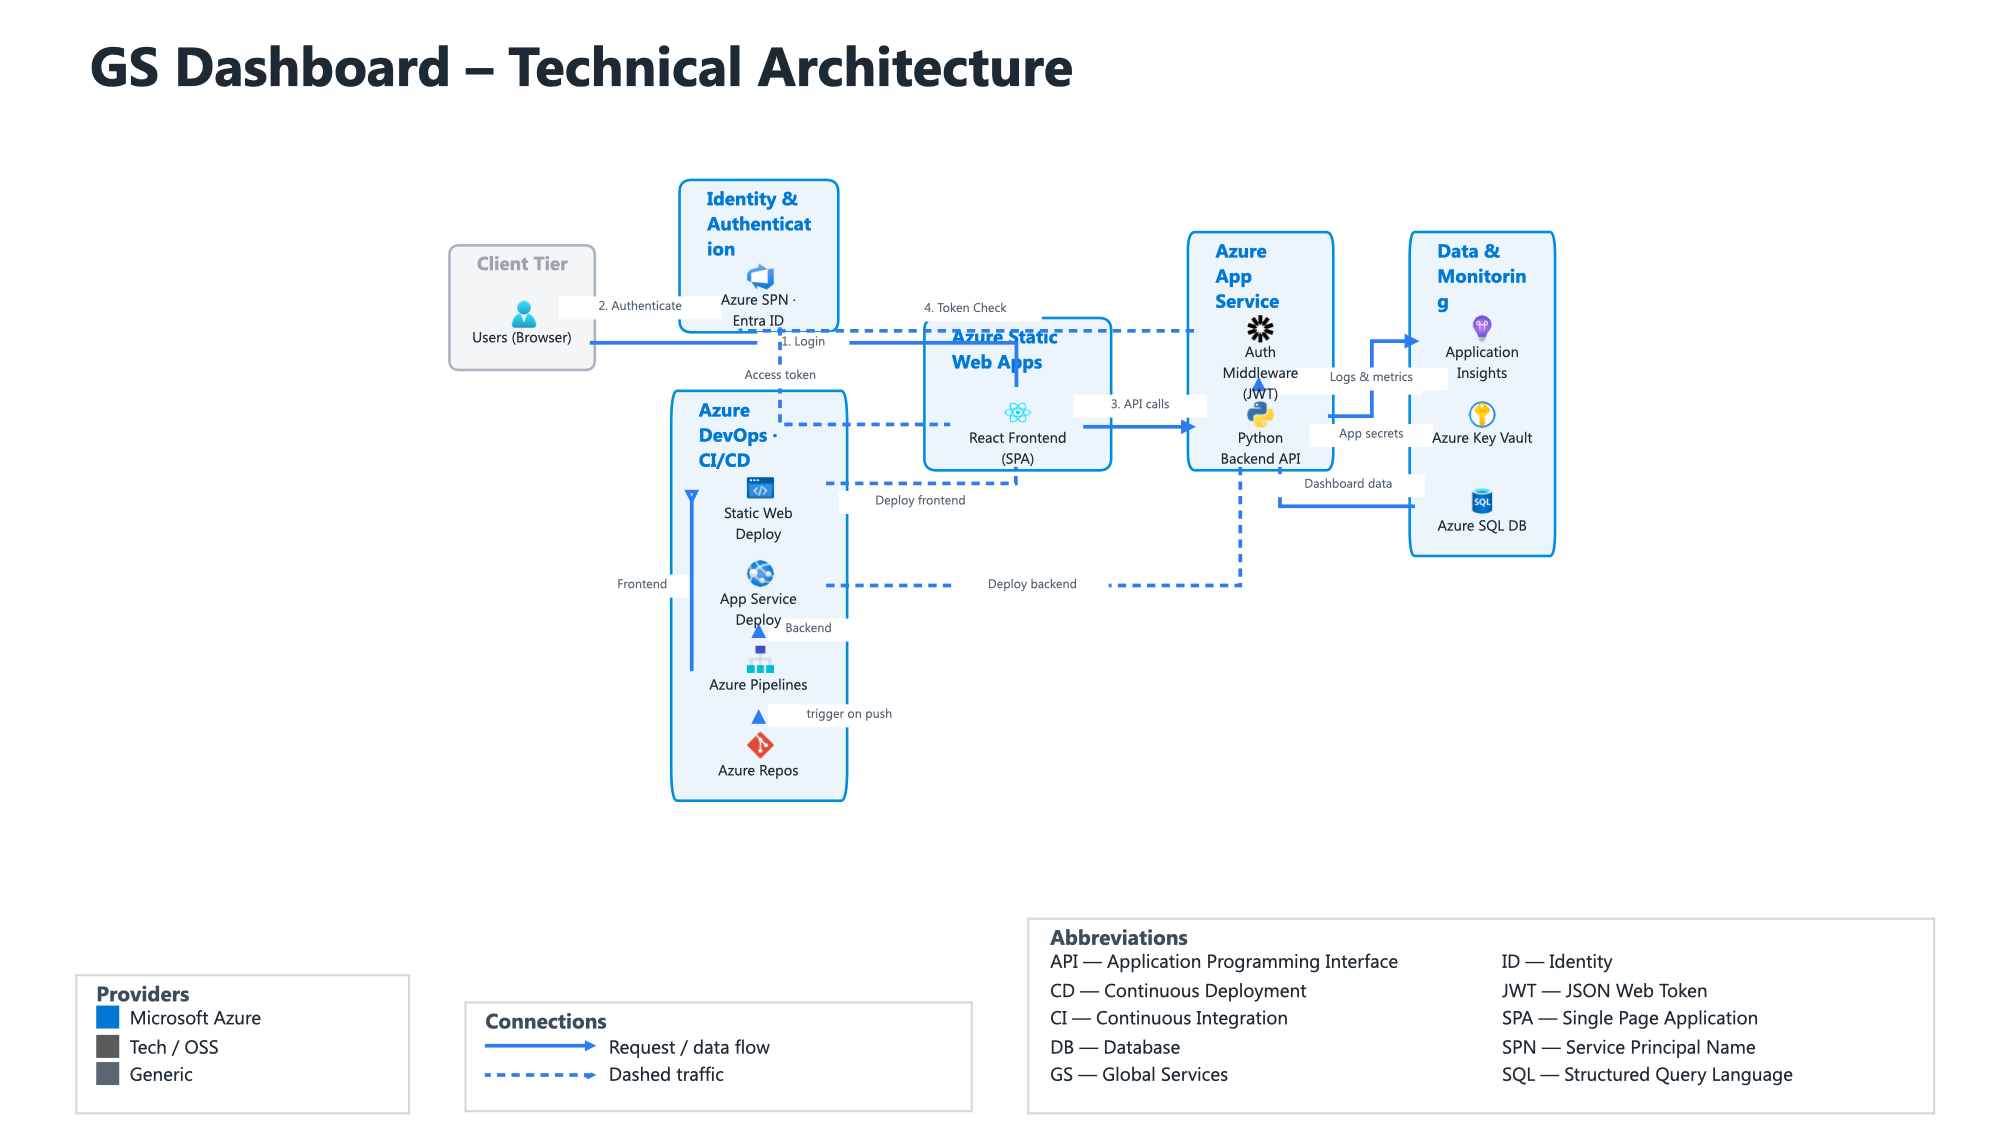 GS Dashboard – Technical Architecture
Identity &
Authenticat
ion
Azure SPN ·
Entra ID
Client Tier
Users (Browser)
2. Authenticate
1. Login
Access token
4. Token Check
Azure Static
Web Apps
React Frontend
(SPA)
3. API calls
Azure
App
Service
Auth
Middleware
(JWT)
Python
Backend API
Logs & metrics
App secrets
Dashboard data
Data &
Monitorin
g
Application
Insights
Azure Key Vault
SQL
Azure SQL DB
Azure
DevOps ·
CI/CD
Static Web
Deploy
App Service
Deploy
Backend
Azure Pipelines
trigger on push
Azure Repos
Frontend
Deploy frontend
Deploy backend
Providers
Microsoft Azure
Tech / OSS
Generic
Connections
Request / data flow
Dashed traffic
Abbreviations
API — Application Programming Interface
CD — Continuous Deployment
CI — Continuous Integration
DB — Database
GS — Global Services
ID — Identity
JWT — JSON Web Token
SPA — Single Page Application
SPN — Service Principal Name
SQL — Structured Query Language